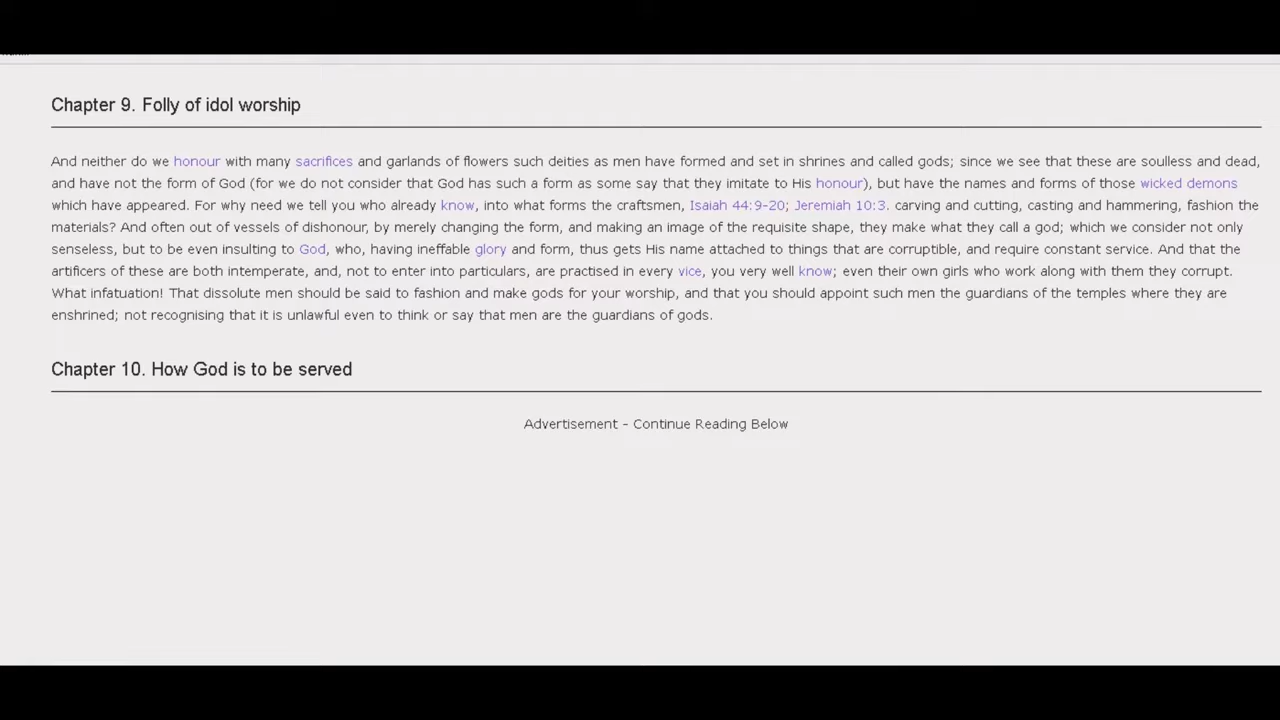 Chapter 9. Folly of idol worship
And neither do we honour with many sacrifices and garlands of flowers such deities as men have formed and set in shrines and called gods; since we see that these are soulless and dead,
and have not the form of God (for we do not consider that God has such a form as some say that they imitate to His honour), but have the names and forms of those wicked demons
which have appeared. For why need we tell you who already know, into what forms the craftsmen, Isaiah 44:9-20; Jeremiah 10:3. carving and cutting, casting and hammering, fashion the
materials? And often out of vessels of dishonour, by merely changing the form, and making an image of the requisite shape, they make what they call a god; which we consider not only
senseless, but to be even insulting to God, who, having ineffable glory and form, thus gets His name attached to things that are corruptible, and require constant service. And that the
artificers of these are both intemperate, and, not to enter into particulars, are practised in every vice, you very well know; even their own girls who work along with them they corrupt.
What infatuation! That dissolute men should be said to fashion and make gods for your worship, and that you should appoint such men the guardians of the temples where they are
enshrined; not recognising that it is unlawful even to think or say that men are the guardians of gods.
Chapter 10. How God is to be served
Advertisement - Continue Reading Below